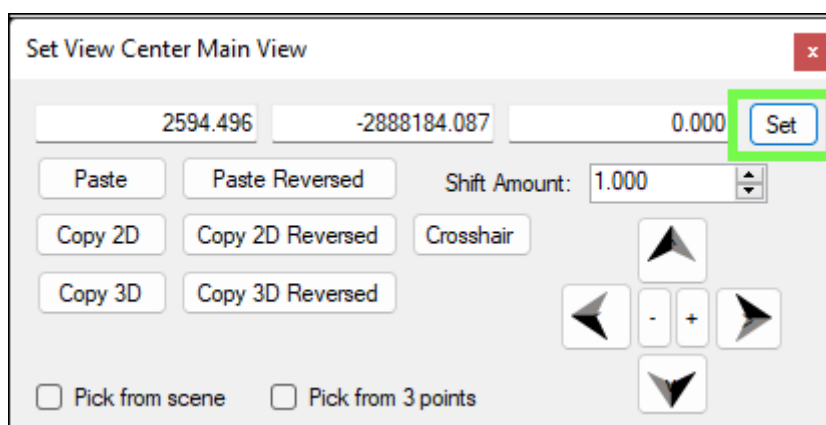 Set View Center Main View x
2594.496 -2888184.087 0.000 Set
Paste Paste Reversed Shift Amount: 1.000
Copy 2D Copy 2D Reversed Crosshair
Copy 3D Copy 3D Reversed
- +
Pick from scene Pick from 3 points